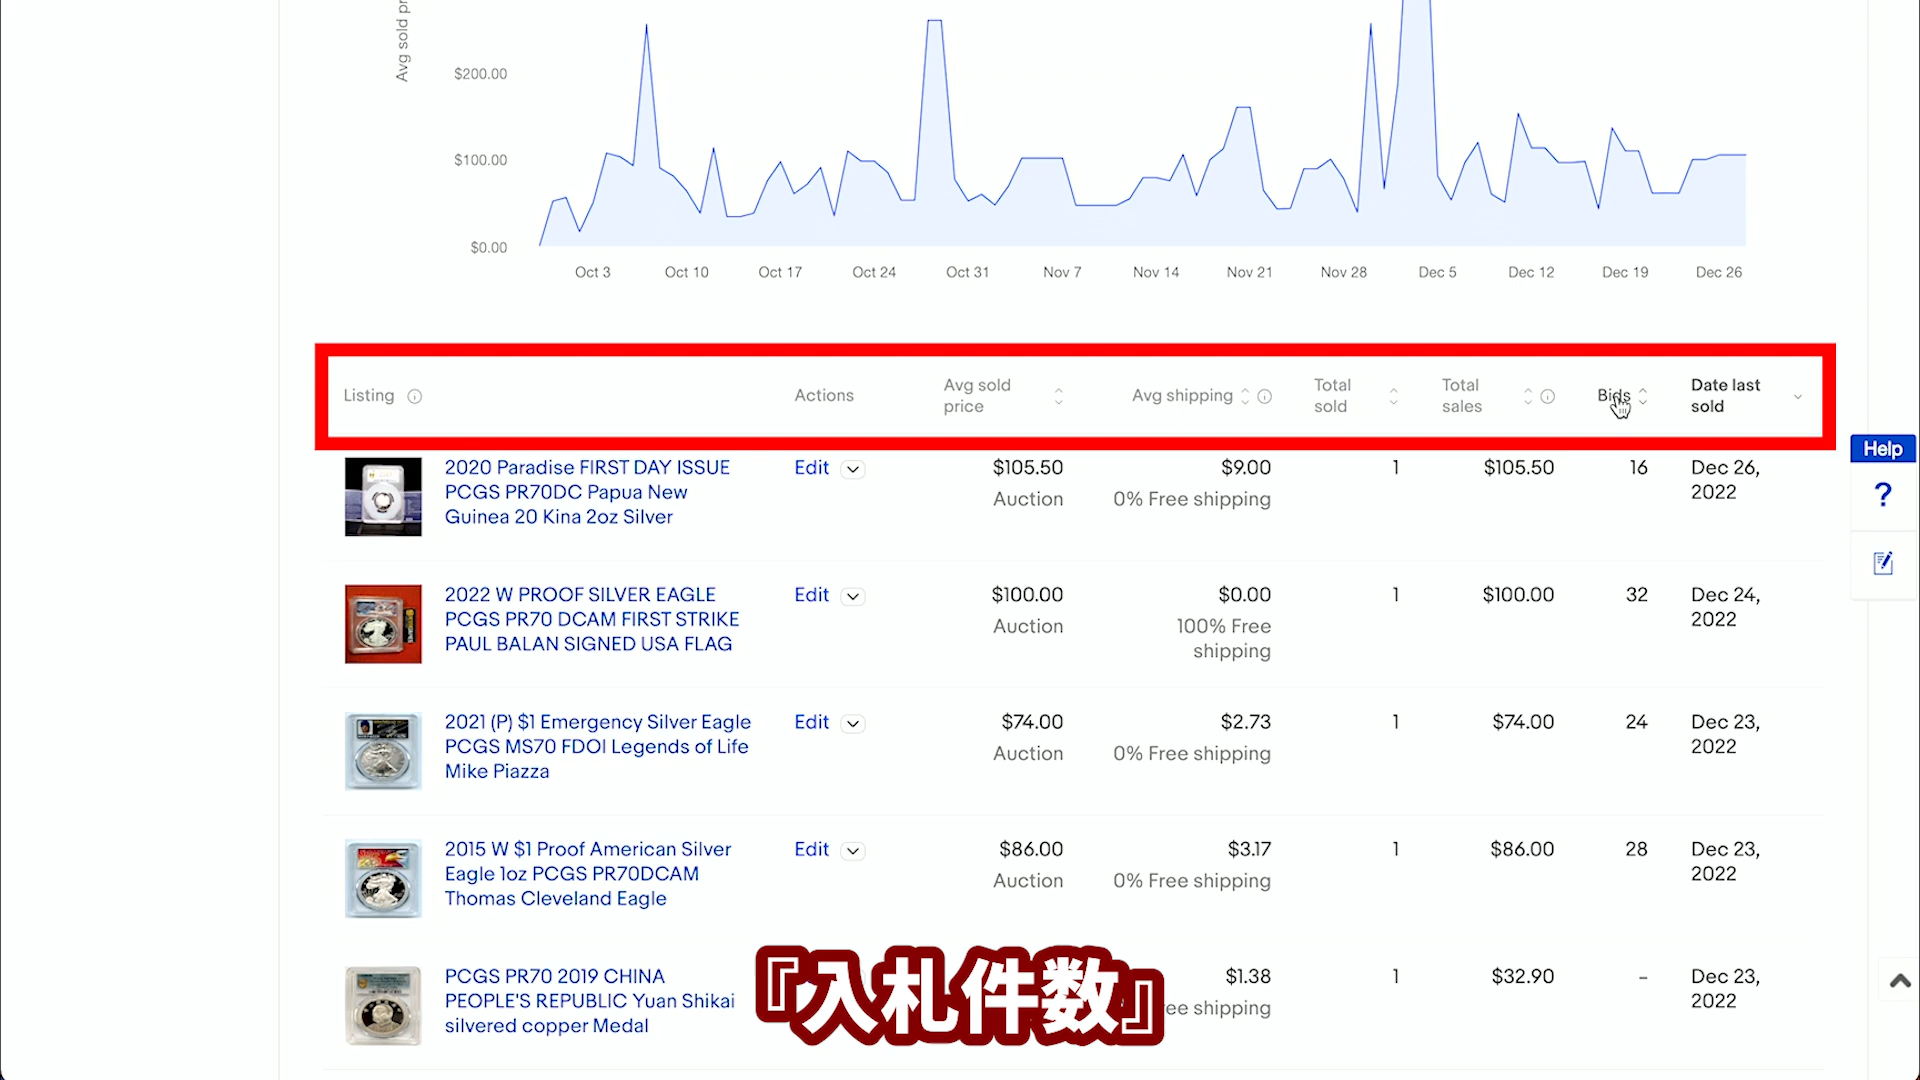 Avg sold pr
$200.00
$100.00
$0.00
Oct 3 Oct 10 Oct 17 Oct 24 Oct 31 Nov 7 Nov 14 Nov 21 Nov 28 Dec 5 Dec 12 Dec 19 Dec 26
Listing Actions Avg sold price Avg shipping Total sold Total sales Bids Date last sold
Help
?
2020 Paradise FIRST DAY ISSUE
PCGS PR70DC Papua New
Guinea 20 Kina 2oz Silver
Edit
$105.50
Auction
$9.00
0% Free shipping
1
$105.50
16
Dec 26,
2022
2022 W PROOF SILVER EAGLE
PCGS PR70 DCAM FIRST STRIKE
PAUL BALAN SIGNED USA FLAG
Edit
$100.00
Auction
$0.00
100% Free
shipping
1
$100.00
32
Dec 24,
2022
2021 (P) $1 Emergency Silver Eagle
PCGS MS70 FDOI Legends of Life
Mike Piazza
Edit
$74.00
Auction
$2.73
0% Free shipping
1
$74.00
24
Dec 23,
2022
2015 W $1 Proof American Silver
Eagle 1oz PCGS PR70DCAM
Thomas Cleveland Eagle
Edit
$86.00
Auction
$3.17
0% Free shipping
1
$86.00
28
Dec 23,
2022
PCGS PR70 2019 CHINA
PEOPLE'S REPUBLIC Yuan Shikai
silvered copper Medal
$1.38
ee shipping
1
$32.90
–
Dec 23,
2022
『入札件数』